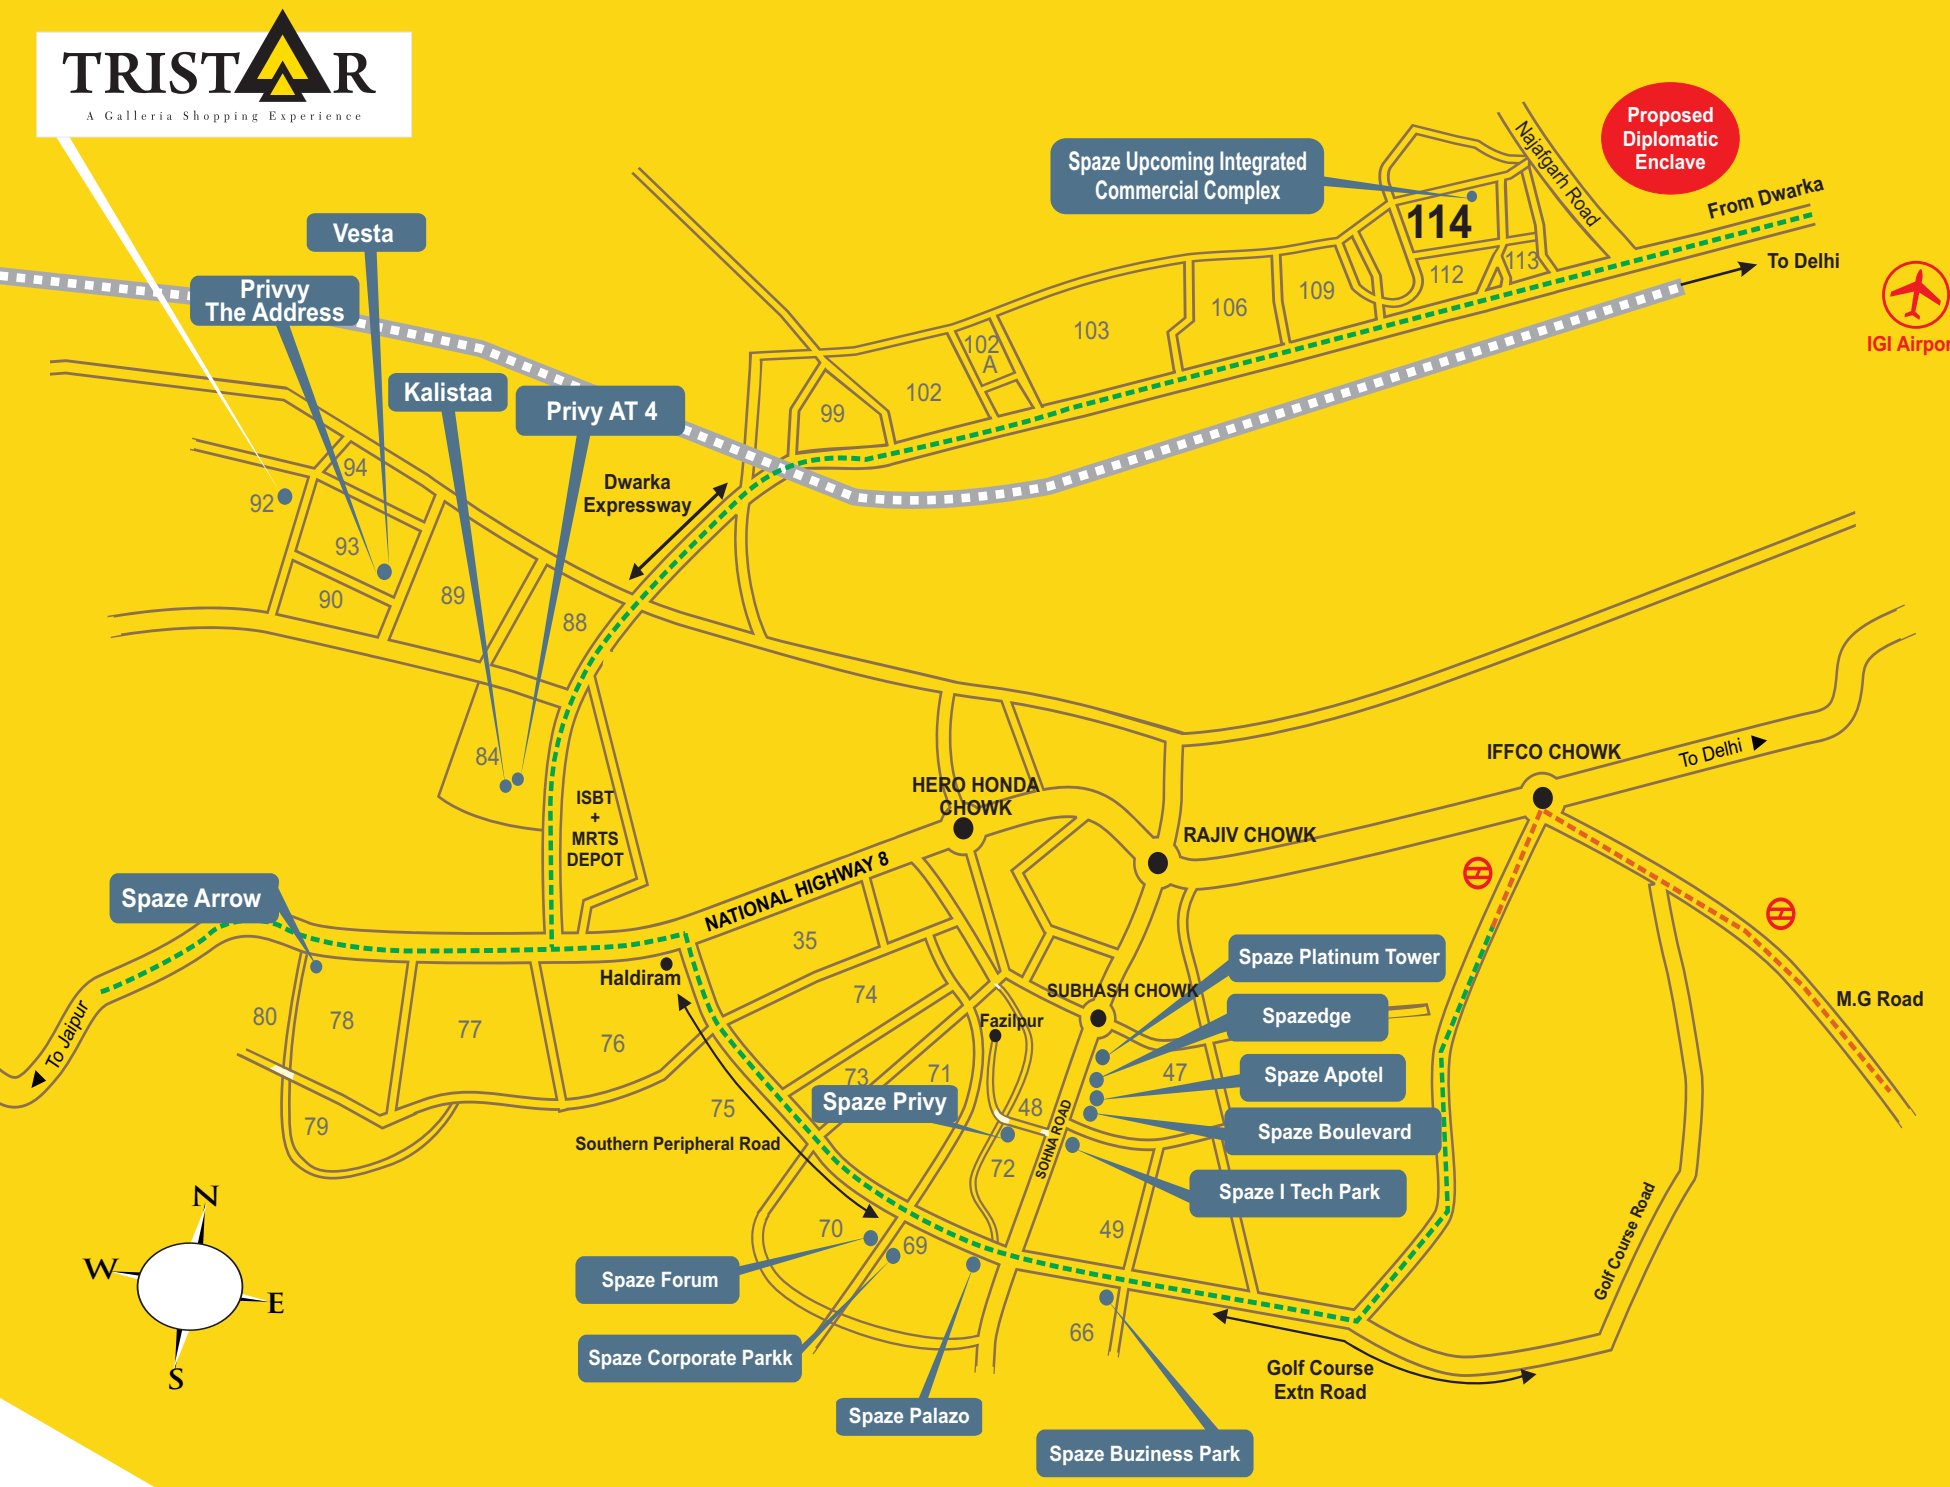 TRISTAR
A Galleria Shopping Experience
Proposed
Diplomatic
Enclave
Najafgarh Road
Spaze Upcoming Integrated
Commercial Complex
From Dwarka
114
Vesta
To Delhi
113
112
Privvy
The Address
109
106
IGI Airpor
103
102
A
Kalistaa
Privy AT 4
102
99
94
Dwarka
Expressway
92
93
90
89
88
84
IFFCO CHOWK
To Delhi
HERO HONDA
CHOWK
ISBT
+
MRTS
DEPOT
RAJIV CHOWK
NATIONAL HIGHWAY 8
Spaze Arrow
35
Spaze Platinum Tower
Haldiram
74
SUBHASH CHOWK
M.G Road
To Jaipur
80
78
77
76
Fazilpur
Spazedge
73
71
47
Spaze Apotel
75
Spaze Privy
48
79
Southern Peripheral Road
SOHNA ROAD
Spaze Boulevard
72
Spaze I Tech Park
N
W
E
S
70
69
49
Golf Course Road
Spaze Forum
66
Spaze Corporate Parkk
Golf Course
Extn Road
Spaze Palazo
Spaze Buziness Park